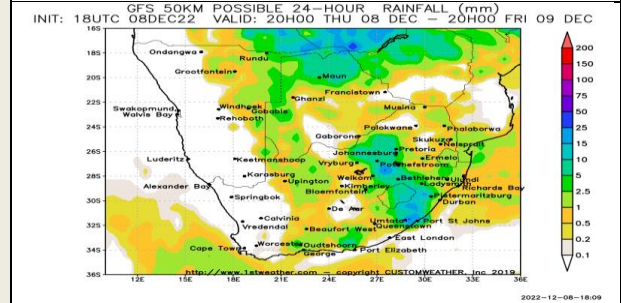 GFS 50KM POSSIBLE 24-HOUR RAINFALL (mm)
INIT: 18UTC 08DEC22 VALID: 20H00 THU 08 DEC – 20H00 FRI 09 DEC
16S
Ondangwa
Rundu
18S
Grootfontein
Maun
20S
Francistown
Ghanzi
22S
Musina
Swakopmund
Windhoek
Gobabis
Walvis Bay
Rehoboth
24S
Polokwane
Phalaborwa
Gaborone
Skukuza
Pretoria
Nelspruit
26S
Johannesburg
Luderitz
Keetmanshoop
Vryburg
Potchefstroom
Ermelo
28S
Karasburg
Upington
Welkom
Bethlehem
Ulundi
Alexander Bay
Kimberley
Ladysmith
Richards Bay
Bloemfontein
30S
Springbok
Pietermaritzburg
De Aar
Durban
32S
Calvinia
Umtata
Port St Johns
Vredendal
Beaufort West
Queenstown
East London
34S
Cape Town
Worcester
Oudtshoorn
George
Port Elizabeth
http://www.1stweather.com – copyright CUSTOMWEATHER, Inc 2019
36S
12E 15E 18E 21E 24E 27E 30E 33E 36E
200
150
100
75
50
25
20
15
10
5
2.5
1
0.5
0.2
0.1
2022-12-08-18:09